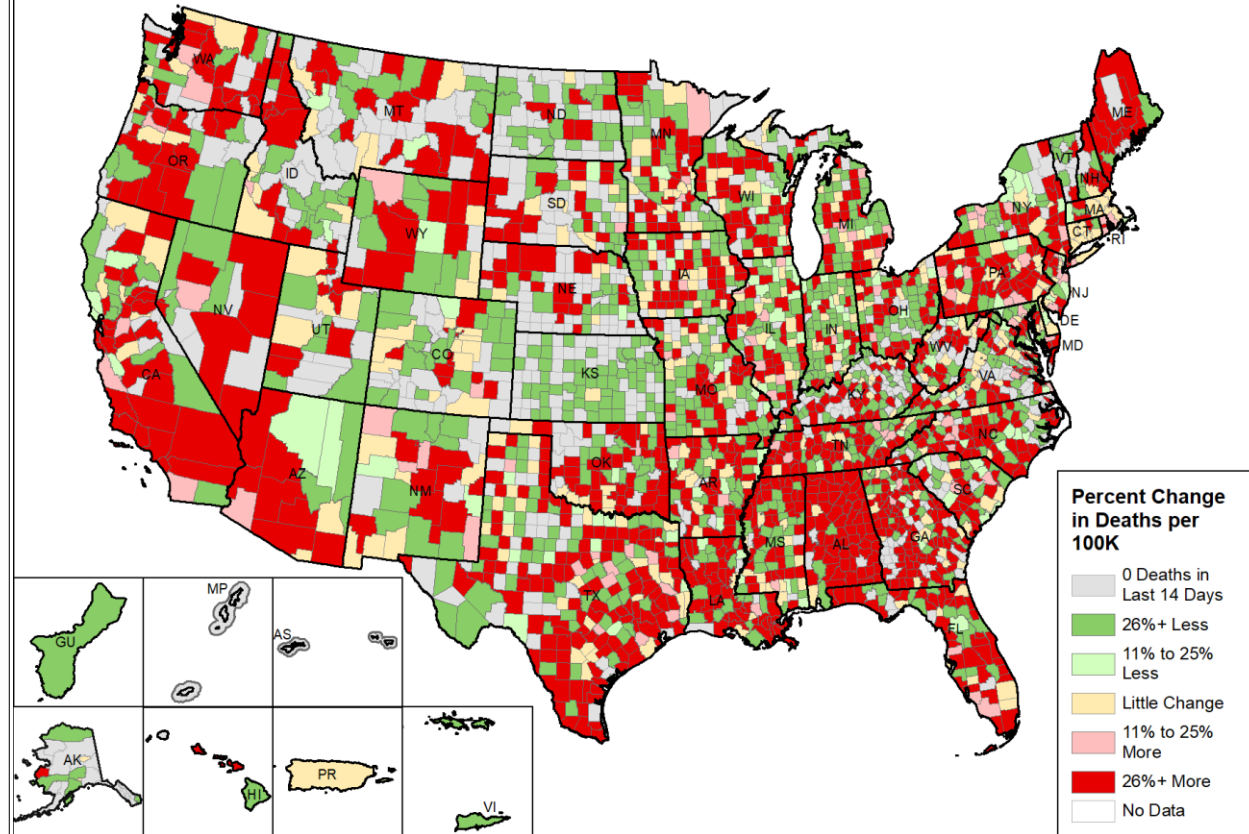 WA
MT
ND
MN
ME
OR
ID
SD
WI
MI
VT
NH
NY
MA
CT
RI
WY
IA
PA
NJ
NV
NE
OH
DE
UT
CO
IL
IN
WV
MD
CA
KS
MO
KY
VA
AZ
NM
OK
AR
TN
NC
SC
TX
MS
AL
GA
LA
FL
Percent Change
in Deaths per
100K
0 Deaths in
Last 14 Days
26%+ Less
11% to 25%
Less
Little Change
11% to 25%
More
26%+ More
No Data
GU
MP
AS
AK
HI
PR
VI